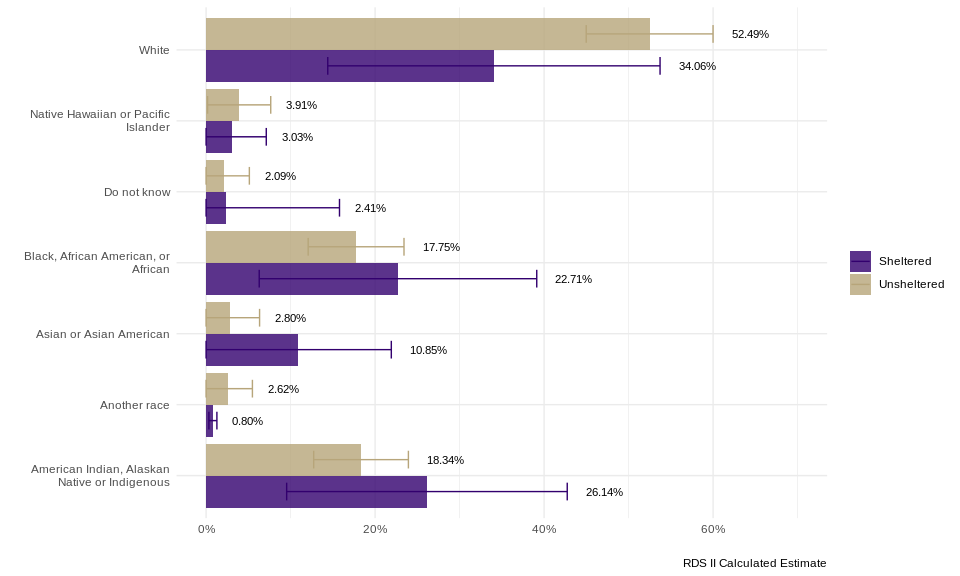 White
52.49%
34.06%
Native Hawaiian or Pacific
Islander
3.91%
3.03%
Do not know
2.09%
2.41%
Black, African American, or
African
17.75%
22.71%
Asian or Asian American
2.80%
10.85%
Another race
2.62%
0.80%
American Indian, Alaskan
Native or Indigenous
18.34%
26.14%
0%
20%
40%
60%
RDS II Calculated Estimate
Sheltered
Unsheltered